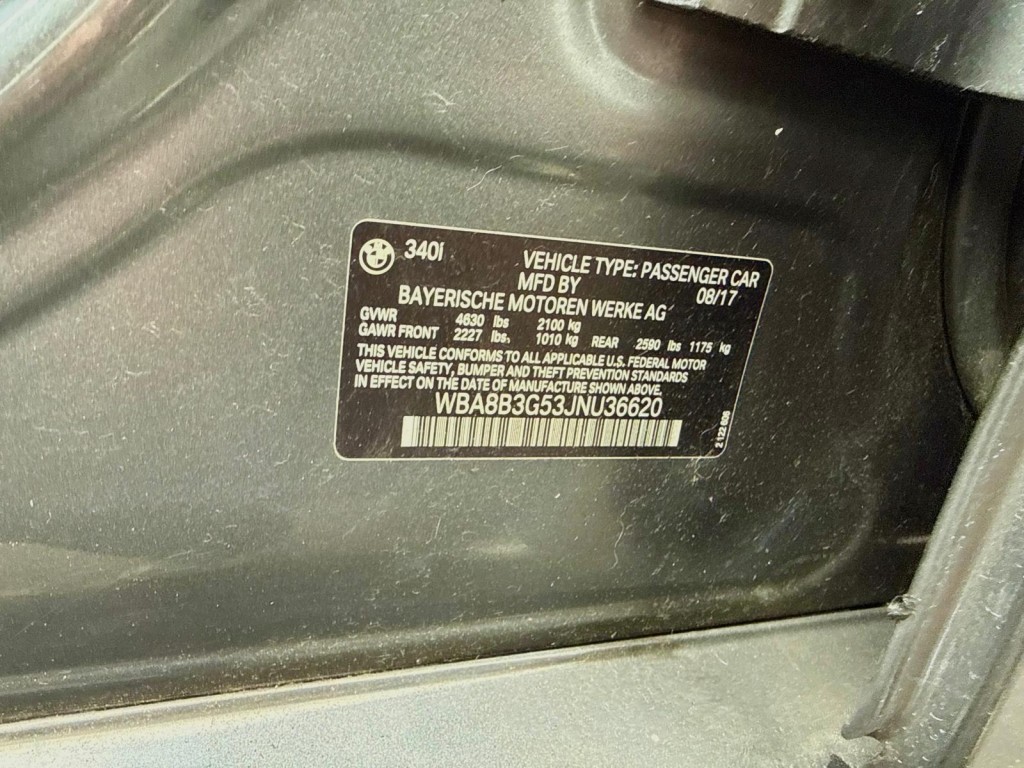 340i
VEHICLE TYPE: PASSENGER CAR
MFD BY 08/17
BAYERISCHE MOTOREN WERKE AG
GVWR 4630 lbs 2100 kg
GAWR FRONT 2227 lbs, 1010 kg REAR 2590 lbs 1175 kg
THIS VEHICLE CONFORMS TO ALL APPLICABLE U.S. FEDERAL MOTOR
VEHICLE SAFETY, BUMPER AND THEFT PREVENTION STANDARDS
IN EFFECT ON THE DATE OF MANUFACTURE SHOWN ABOVE.
WBA8B3G53JNU36620